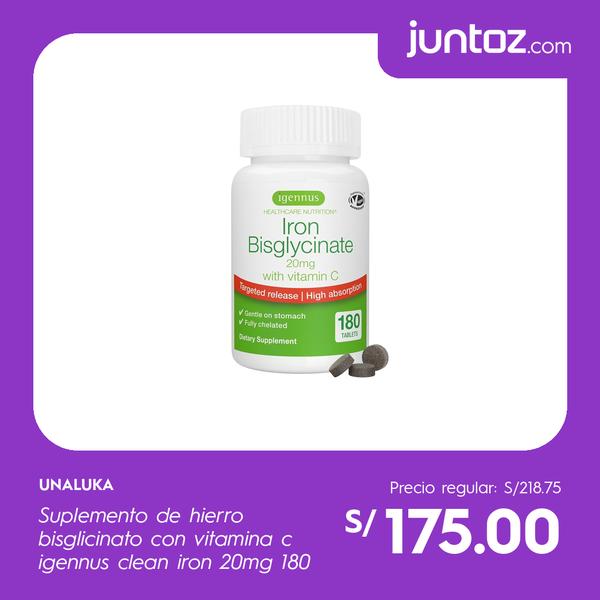 juntoz.com
igennus
HEALTHCARE NUTRITION®
Iron
Bisglycinate
20mg
with vitamin C
Targeted release | High absorption
✓ Gentle on stomach
✓ Fully chelated
Dietary Supplement
180
TABLETS
UNALUKA
Suplemento de hierro
bisglicinato con vitamina c
igennus clean iron 20mg 180
Precio regular: S/218.75
S/ 175.00